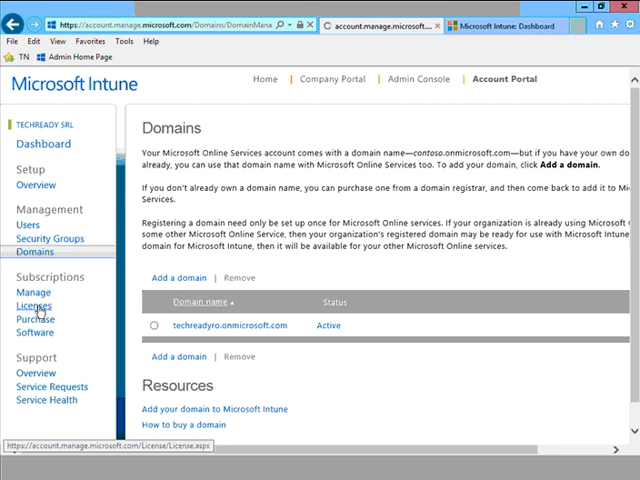 https://account.manage.microsoft.com/Domains/DomainMana
account.manage.microsoft....
Microsoft Intune: Dashboard
File Edit View Favorites Tools Help
TN Admin Home Page
Microsoft Intune
Home Company Portal Admin Console Account Portal
TECHREADY SRL
Dashboard
Setup
Overview
Management
Users
Security Groups
Domains
Subscriptions
Manage
Licenses
Purchase
Software
Support
Overview
Service Requests
Service Health
Domains
Your Microsoft Online Services account comes with a domain name—contoso.onmicrosoft.com—but if you have your own do
already, you can use that domain name with Microsoft Online Services too. To add your domain, click Add a domain.
If you don't already own a domain name, you can purchase one from a domain registrar, and then come back to add it to Mi
Services.
Registering a domain need only be set up once for Microsoft Online services. If your organization is already using Microsoft
some other Microsoft Online Service, then your organization's registered domain may be ready for use with Microsoft Intun
domain for Microsoft Intune, then it will be available for your other Microsoft Online services.
Add a domain Remove
Domain name Status
techreadyro.onmicrosoft.com Active
Add a domain Remove
Resources
Add your domain to Microsoft Intune
How to buy a domain
https://account.manage.microsoft.com/License/License.aspx